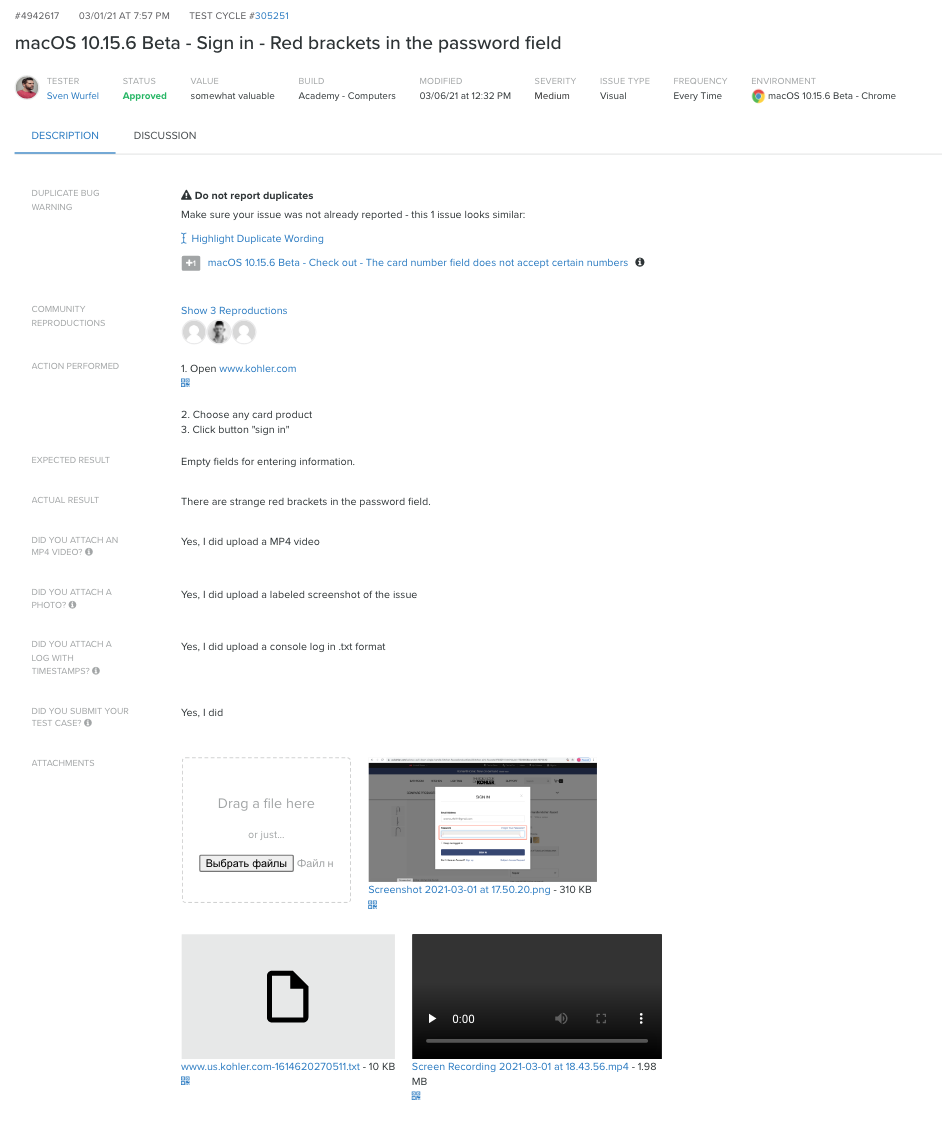 #4942617 03/01/21 AT 7:57 PM TEST CYCLE #305251
macOS 10.15.6 Beta - Sign in - Red brackets in the password field
TESTER STATUS VALUE BUILD MODIFIED SEVERITY ISSUE TYPE FREQUENCY ENVIRONMENT
Sven Wurfel Approved somewhat valuable Academy - Computers 03/06/21 at 12:32 PM Medium Visual Every Time macOS 10.15.6 Beta - Chrome
DESCRIPTION DISCUSSION
DUPLICATE BUG
WARNING
Do not report duplicates
Make sure your issue was not already reported - this 1 issue looks similar:
Highlight Duplicate Wording
+1 macOS 10.15.6 Beta - Check out - The card number field does not accept certain numbers
COMMUNITY
REPRODUCTIONS
Show 3 Reproductions
ACTION PERFORMED
1. Open www.kohler.com
2. Choose any card product
3. Click button "sign in"
EXPECTED RESULT
Empty fields for entering information.
ACTUAL RESULT
There are strange red brackets in the password field.
DID YOU ATTACH AN
MP4 VIDEO?
Yes, I did upload a MP4 video
DID YOU ATTACH A
PHOTO?
Yes, I did upload a labeled screenshot of the issue
DID YOU ATTACH A
LOG WITH
TIMESTAMPS?
Yes, I did upload a console log in .txt format
DID YOU SUBMIT YOUR
TEST CASE?
Yes, I did
ATTACHMENTS
Drag a file here
or just...
Выбрать файлы Файл н
KOHLER
SIGN IN
Screenshot 2021-03-01 at 17.50.20.png - 310 KB
0:00
www.us.kohler.com-1614620270511.txt - 10 KB
Screen Recording 2021-03-01 at 18.43.56.mp4 - 1.98
MB